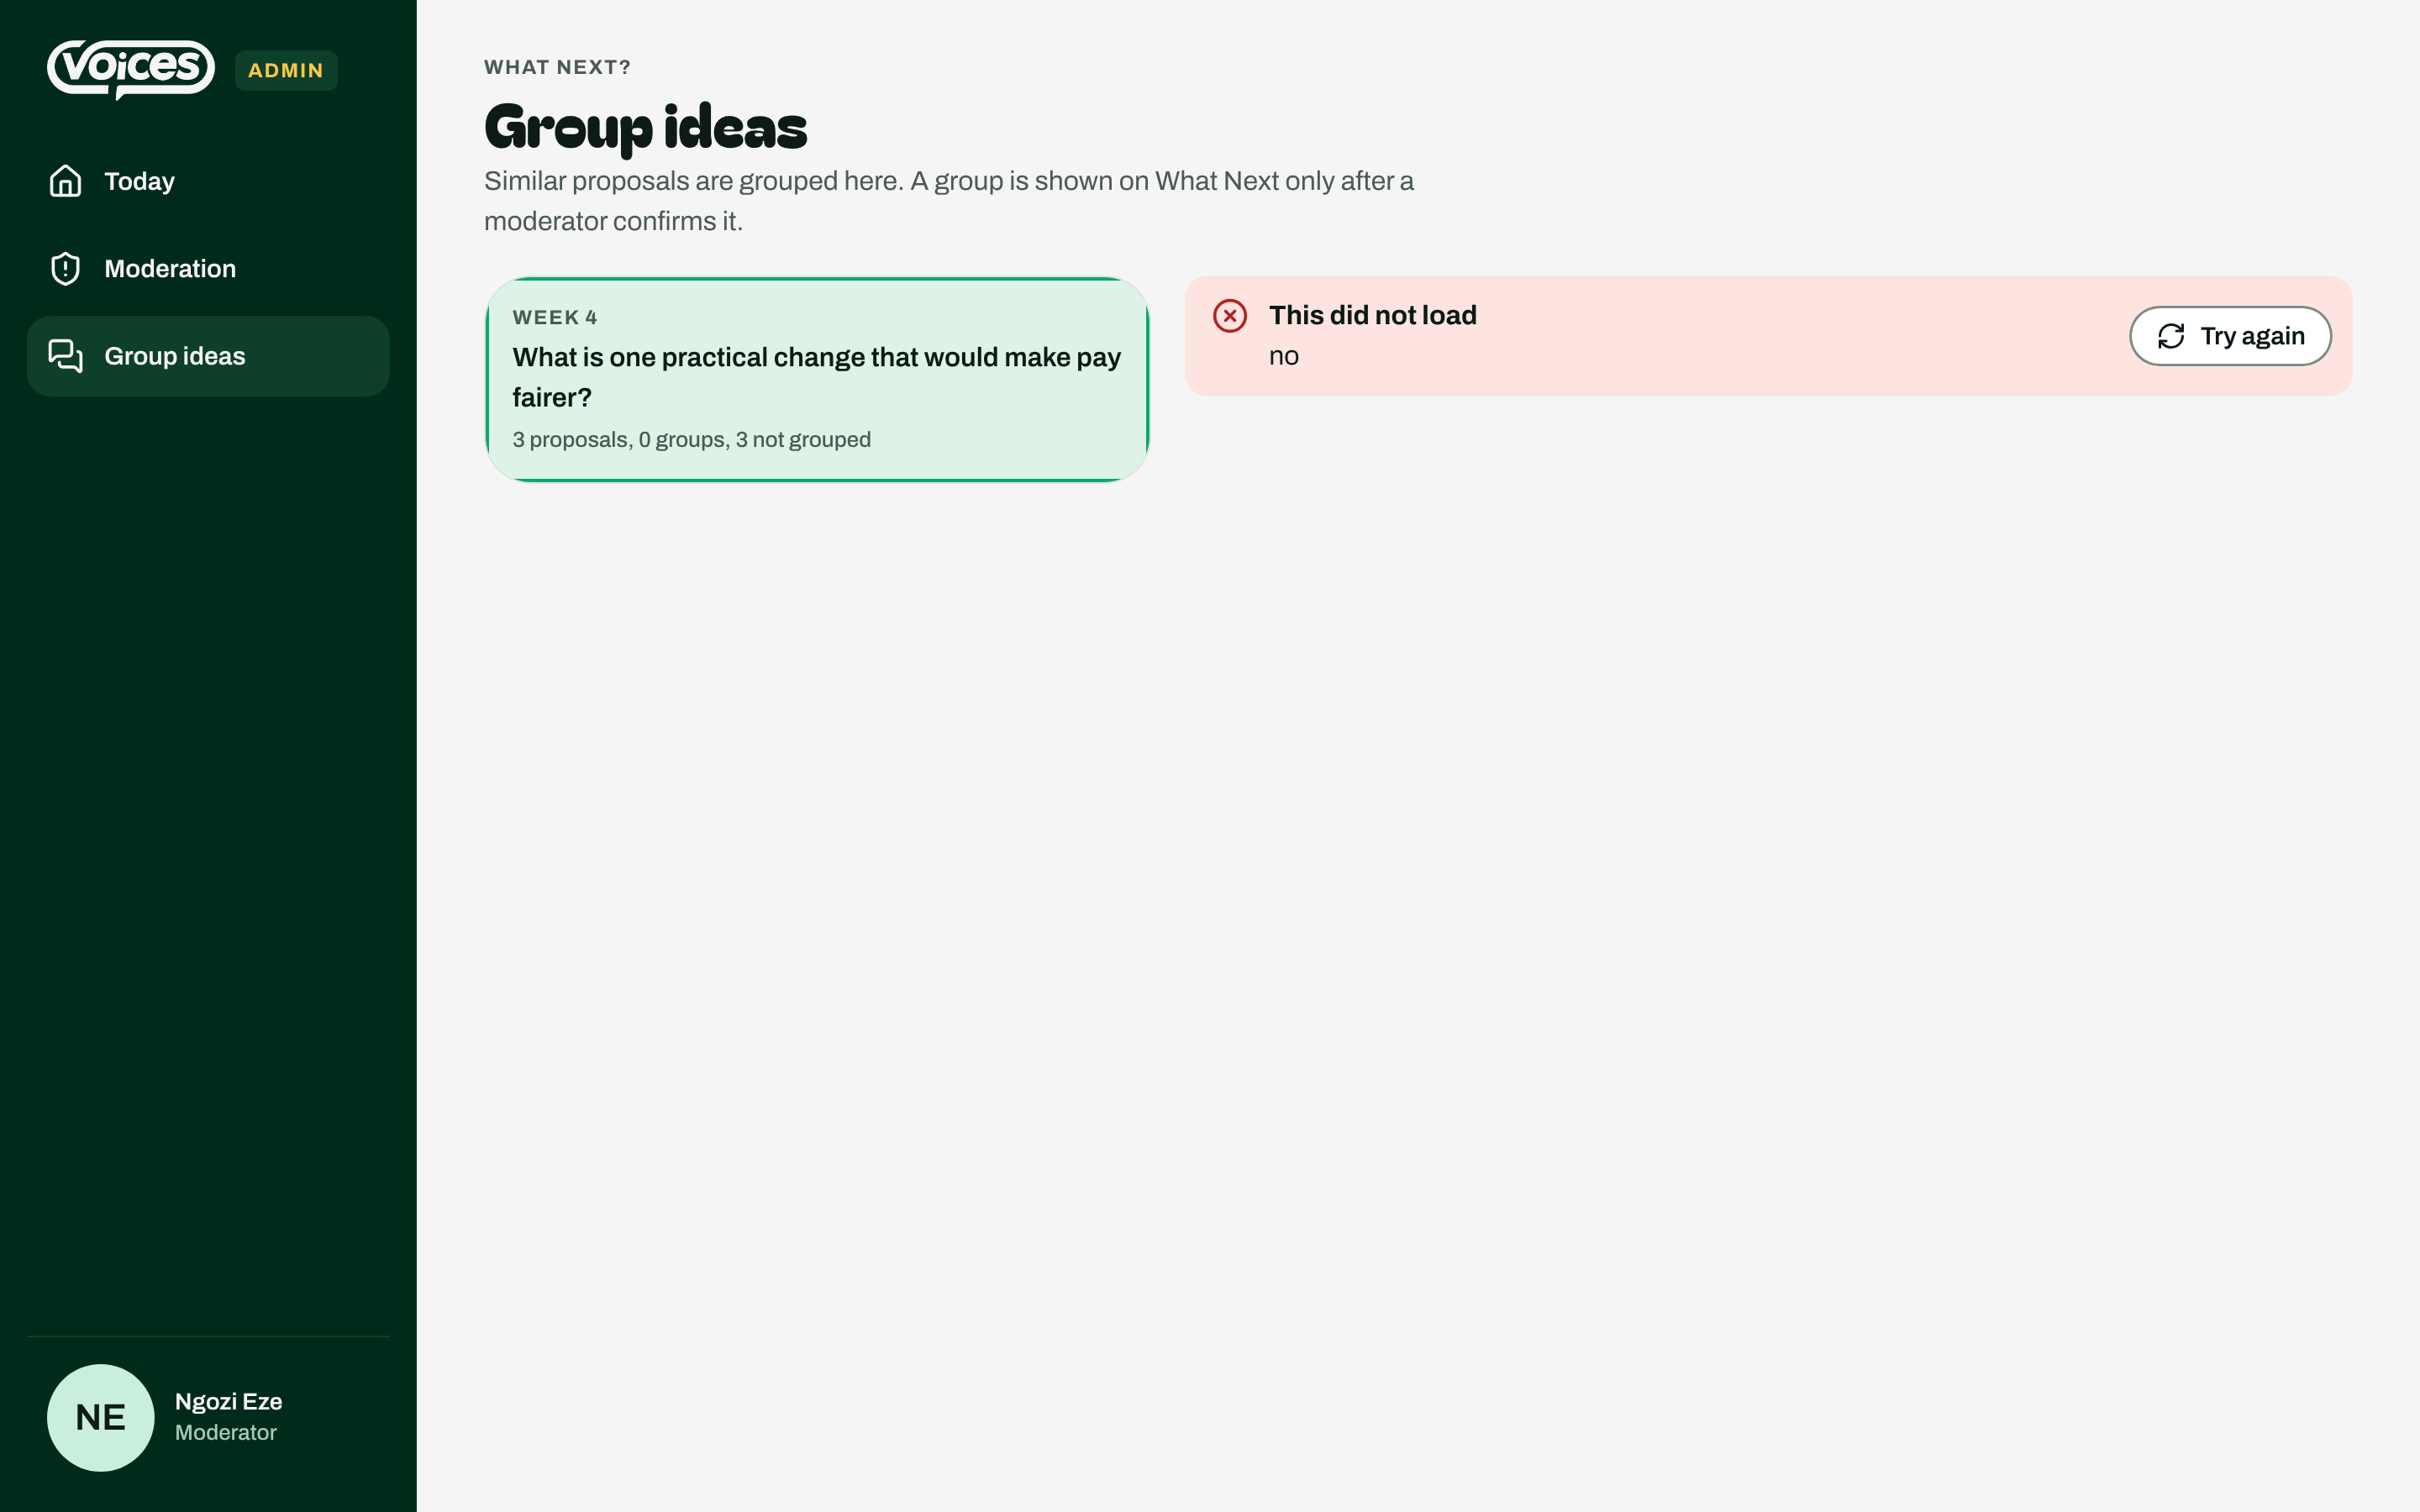 Voices
ADMIN
Today
Moderation
Group ideas
NE
Ngozi Eze
Moderator
WHAT NEXT?
Group ideas
Similar proposals are grouped here. A group is shown on What Next only after a
moderator confirms it.
WEEK 4
What is one practical change that would make pay
fairer?
3 proposals, 0 groups, 3 not grouped
This did not load
no
Try again